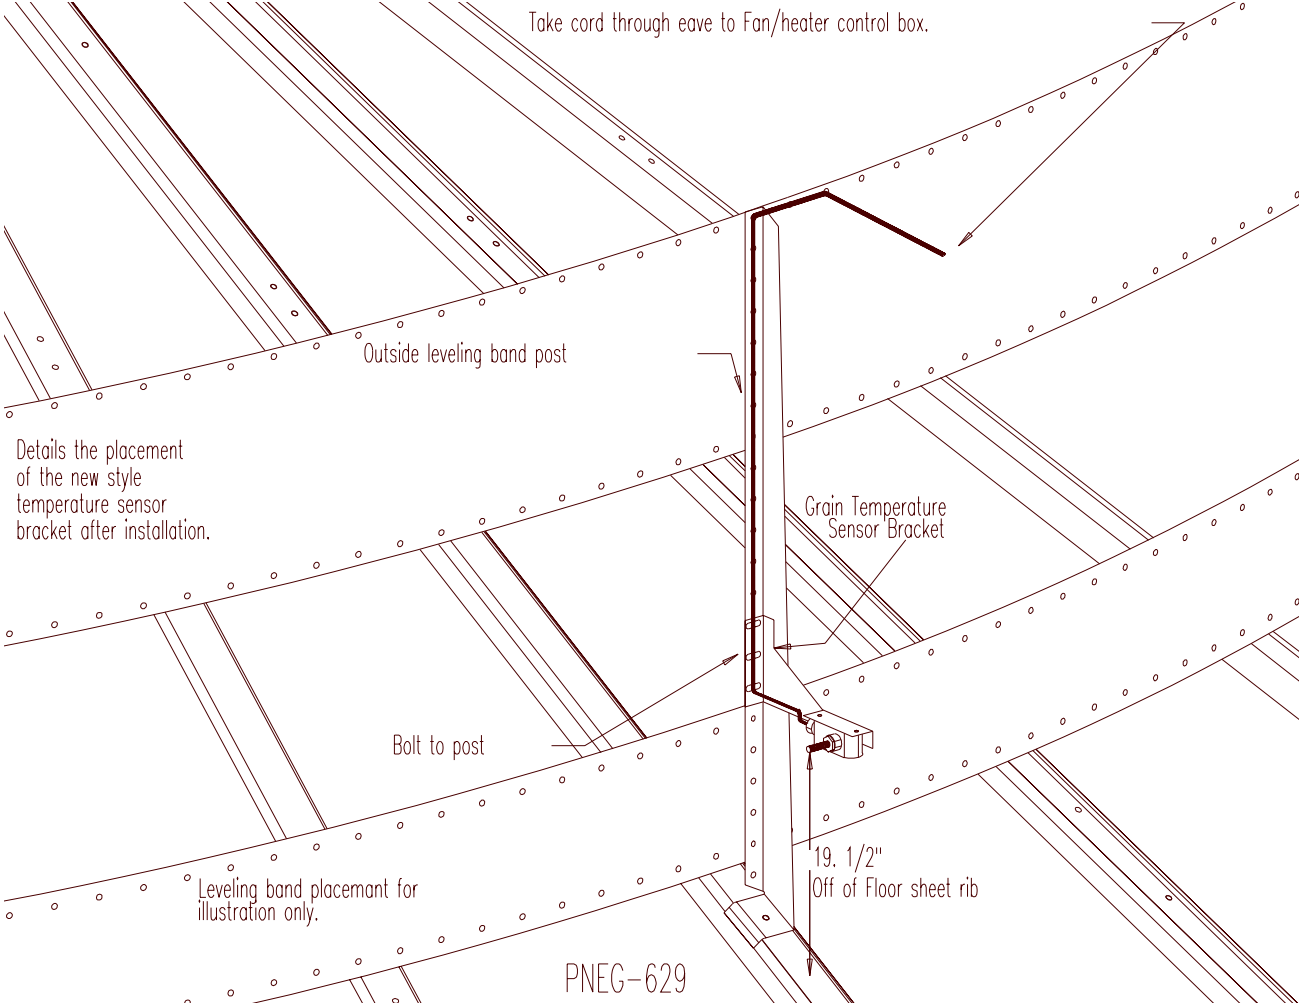 Take cord through eave to Fan/heater control box.
Outside leveling band post
Details the placement
of the new style
temperature sensor
bracket after installation.
Grain Temperature
Sensor Bracket
Bolt to post
19. 1/2"
Off of Floor sheet rib
Leveling band placemant for
illustration only.
PNEG-629